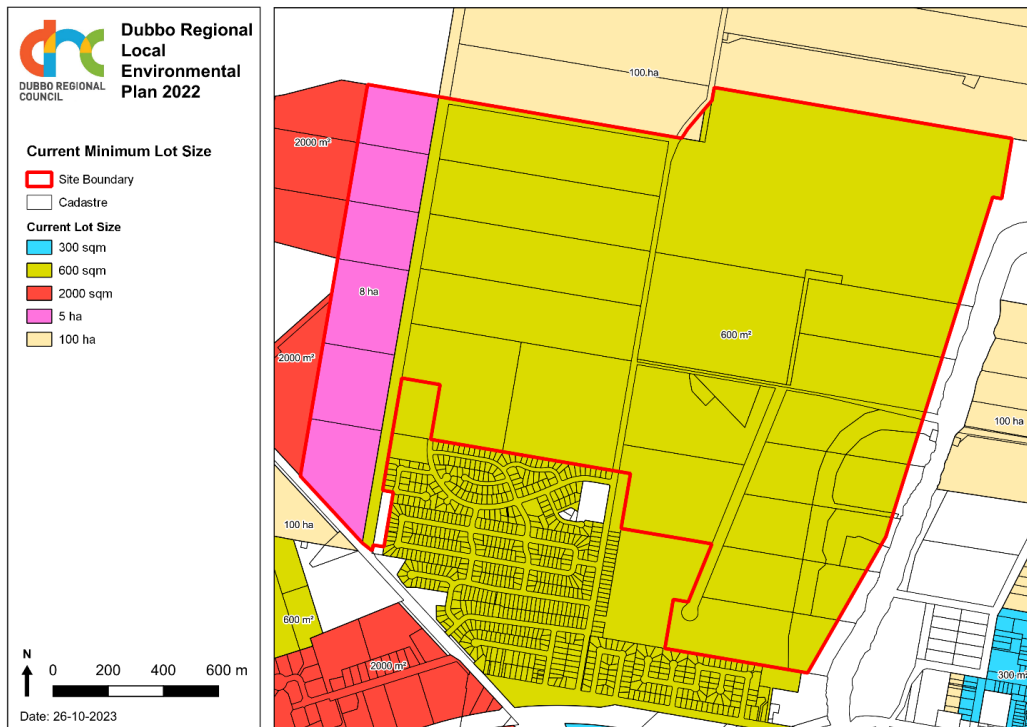 Dubbo Regional
Local
Environmental
Plan 2022
DUBBO REGIONAL
COUNCIL
Current Minimum Lot Size
Site Boundary
Cadastre
Current Lot Size
300 sqm
600 sqm
2000 sqm
5 ha
100 ha
N
0 200 400 600 m
Date: 26-10-2023
100 ha
2000 m²
8 ha
600 m²
2000 m²
100 ha
100 ha
600 m²
2000 m²
300 m²